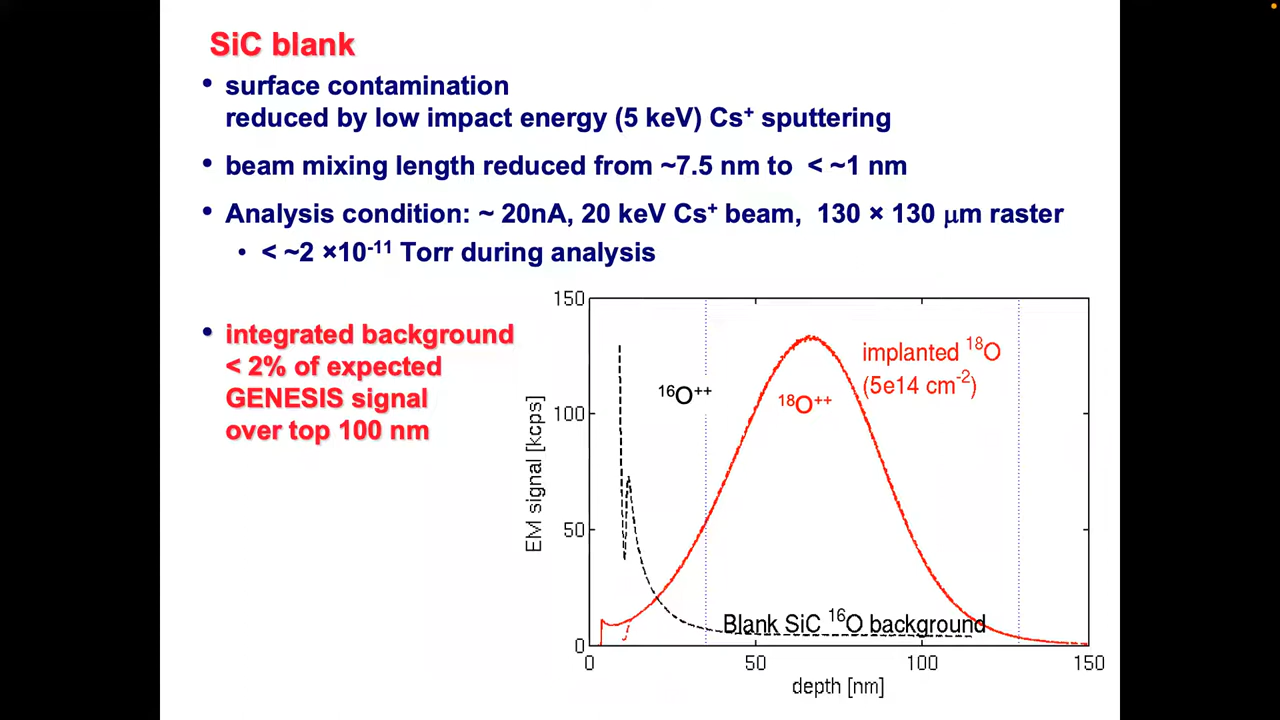 SiC blank
• surface contamination
reduced by low impact energy (5 keV) Cs⁺ sputtering
• beam mixing length reduced from ~7.5 nm to < ~1 nm
• Analysis condition: ~ 20nA, 20 keV Cs⁺ beam, 130 × 130 μm raster
• < ~2 ×10⁻¹¹ Torr during analysis
• integrated background
< 2% of expected
GENESIS signal
over top 100 nm
150
100
50
0
EM signal [kcps]
¹⁶O⁺⁺
¹⁸O⁺⁺
implanted ¹⁸O
(5e14 cm⁻²)
Blank SiC ¹⁶O background
0 50 100 150
depth [nm]